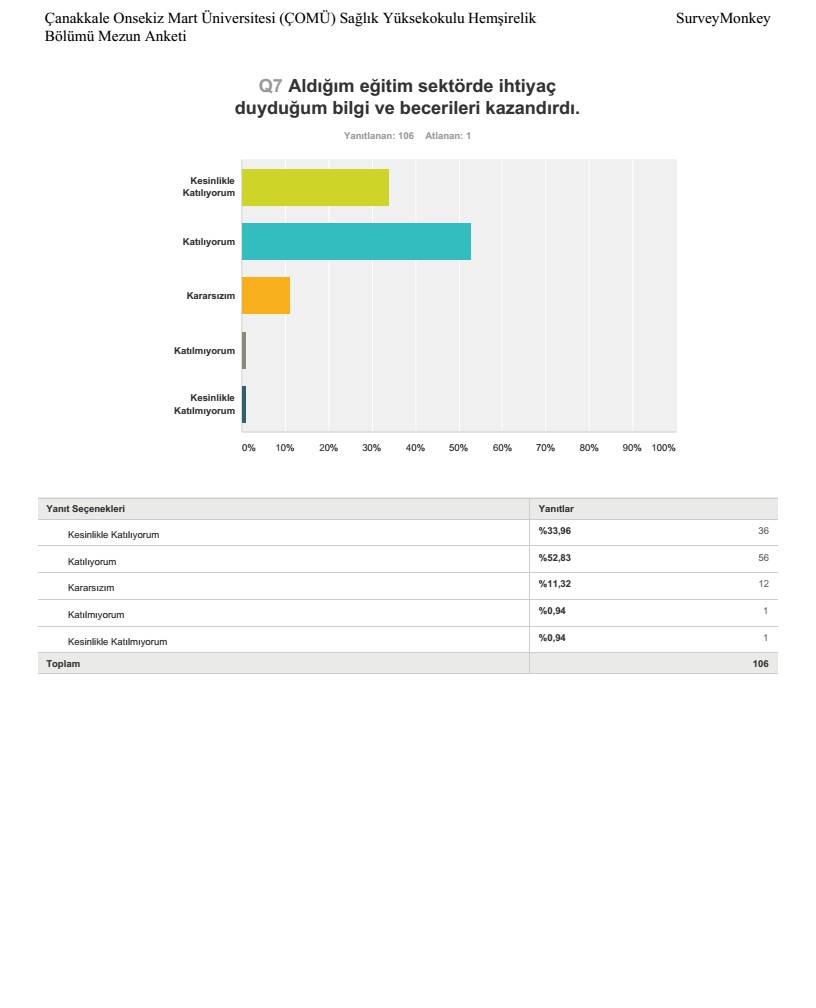 Çanakkale Onsekiz Mart Üniversitesi (ÇOMÜ) Sağlık Yüksekokulu Hemşirelik
Bölümü Mezun Anketi
SurveyMonkey
Q7 Aldığım eğitim sektörde ihtiyaç
duyduğum bilgi ve becerileri kazandırdı.
Yanıtlanan: 106 Atlanan: 1
Kesinlikle
Katılıyorum
Katılıyorum
Kararsızım
Katılmıyorum
Kesinlikle
Katılmıyorum
0% 10% 20% 30% 40% 50% 60% 70% 80% 90% 100%
Yanıt Seçenekleri Yanıtlar
Kesinlikle Katılıyorum %33,96 36
Katılıyorum %52,83 56
Kararsızım %11,32 12
Katılmıyorum %0,94 1
Kesinlikle Katılmıyorum %0,94 1
Toplam 106